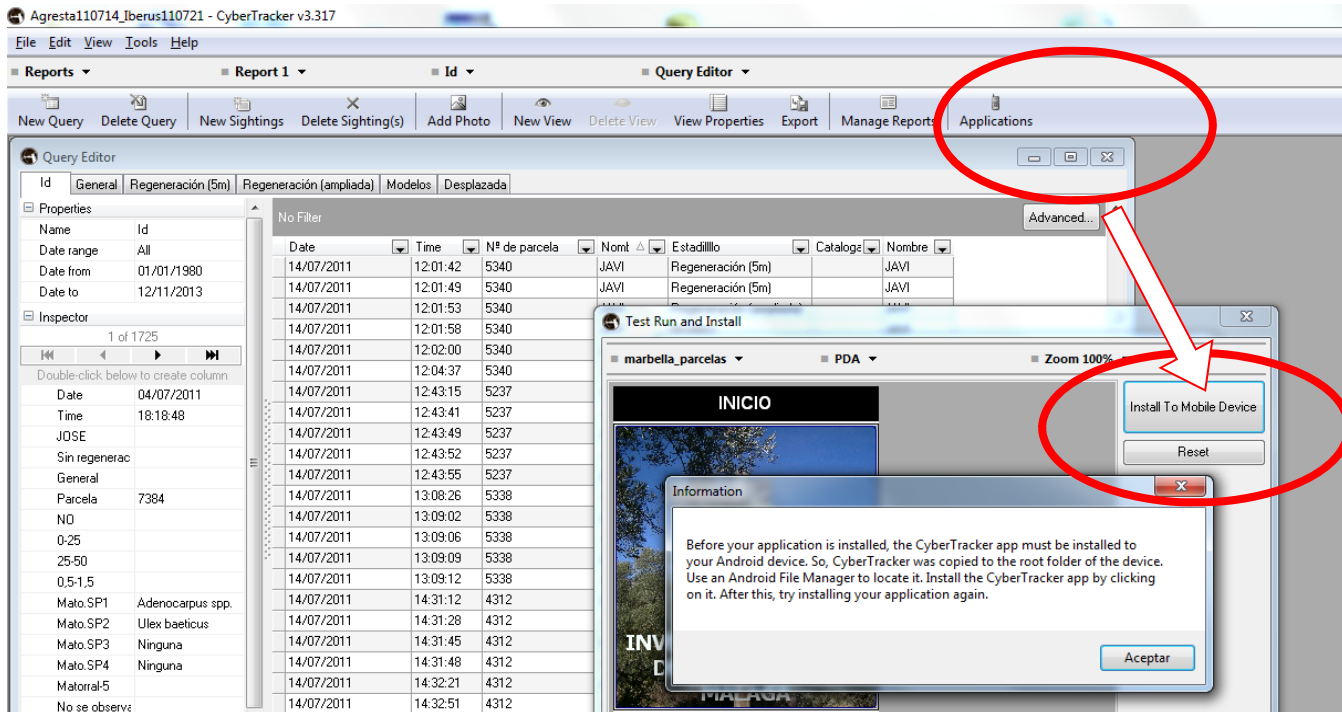 Agresta110714_Iberus110721 - CyberTracker v3.317
File Edit View Tools Help
Reports Report 1 Id Query Editor
New Query Delete Query New Sightings Delete Sighting(s) Add Photo New View Delete View View Properties Export Manage Reports Applications
Query Editor
Id General Regeneración (5m) Regeneración (ampliada) Modelos Desplazada
Properties
Name Id
Date range All
Date from 01/01/1980
Date to 12/11/2013
Inspector
1 of 1725
Double-click below to create column
Date 04/07/2011
Time 18:18:48
JOSE
Sin regenerac
General
Parcela 7384
NO
0-25
25-50
0,5-1,5
Mato.SP1 Adenocarpus spp.
Mato.SP2 Ulex baeticus
Mato.SP3 Ninguna
Mato.SP4 Ninguna
Matorral-5
No se observa
No Filter Advanced...
Date Time Nº de parcela Nomb Estadilllo Cataloga Nombre
14/07/2011 12:01:42 5340 JAVI Regeneración (5m) JAVI
14/07/2011 12:01:49 5340 JAVI Regeneración (5m) JAVI
14/07/2011 12:01:53 5340
14/07/2011 12:01:58 5340
14/07/2011 12:02:00 5340
14/07/2011 12:04:37 5340
14/07/2011 12:43:15 5237
14/07/2011 12:43:41 5237
14/07/2011 12:43:49 5237
14/07/2011 12:43:52 5237
14/07/2011 12:43:55 5237
14/07/2011 13:08:26 5338
14/07/2011 13:09:02 5338
14/07/2011 13:09:06 5338
14/07/2011 13:09:09 5338
14/07/2011 13:09:12 5338
14/07/2011 14:31:12 4312
14/07/2011 14:31:28 4312
14/07/2011 14:31:45 4312
14/07/2011 14:31:48 4312
14/07/2011 14:32:21 4312
14/07/2011 14:32:51 4312
Test Run and Install
marbella_parcelas PDA Zoom 100%
INICIO
Install To Mobile Device
Reset
Information
Before your application is installed, the CyberTracker app must be installed to
your Android device. So, CyberTracker was copied to the root folder of the device.
Use an Android File Manager to locate it. Install the CyberTracker app by clicking
on it. After this, try installing your application again.
Aceptar
INV
MALAGA